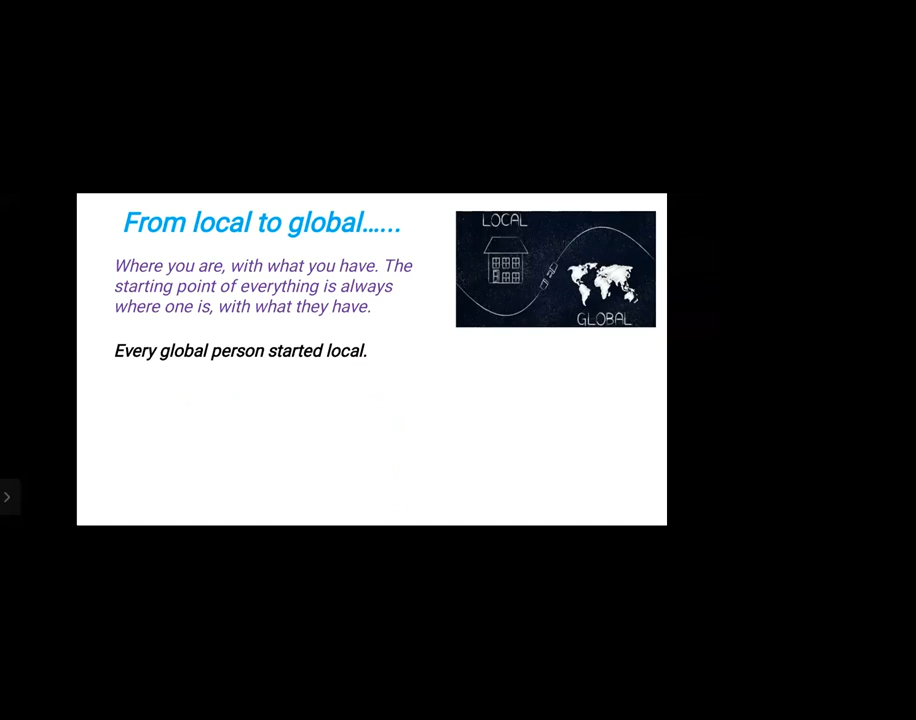 From local to global…...
Where you are, with what you have. The
starting point of everything is always
where one is, with what they have.
Every global person started local.
LOCAL
GLOBAL